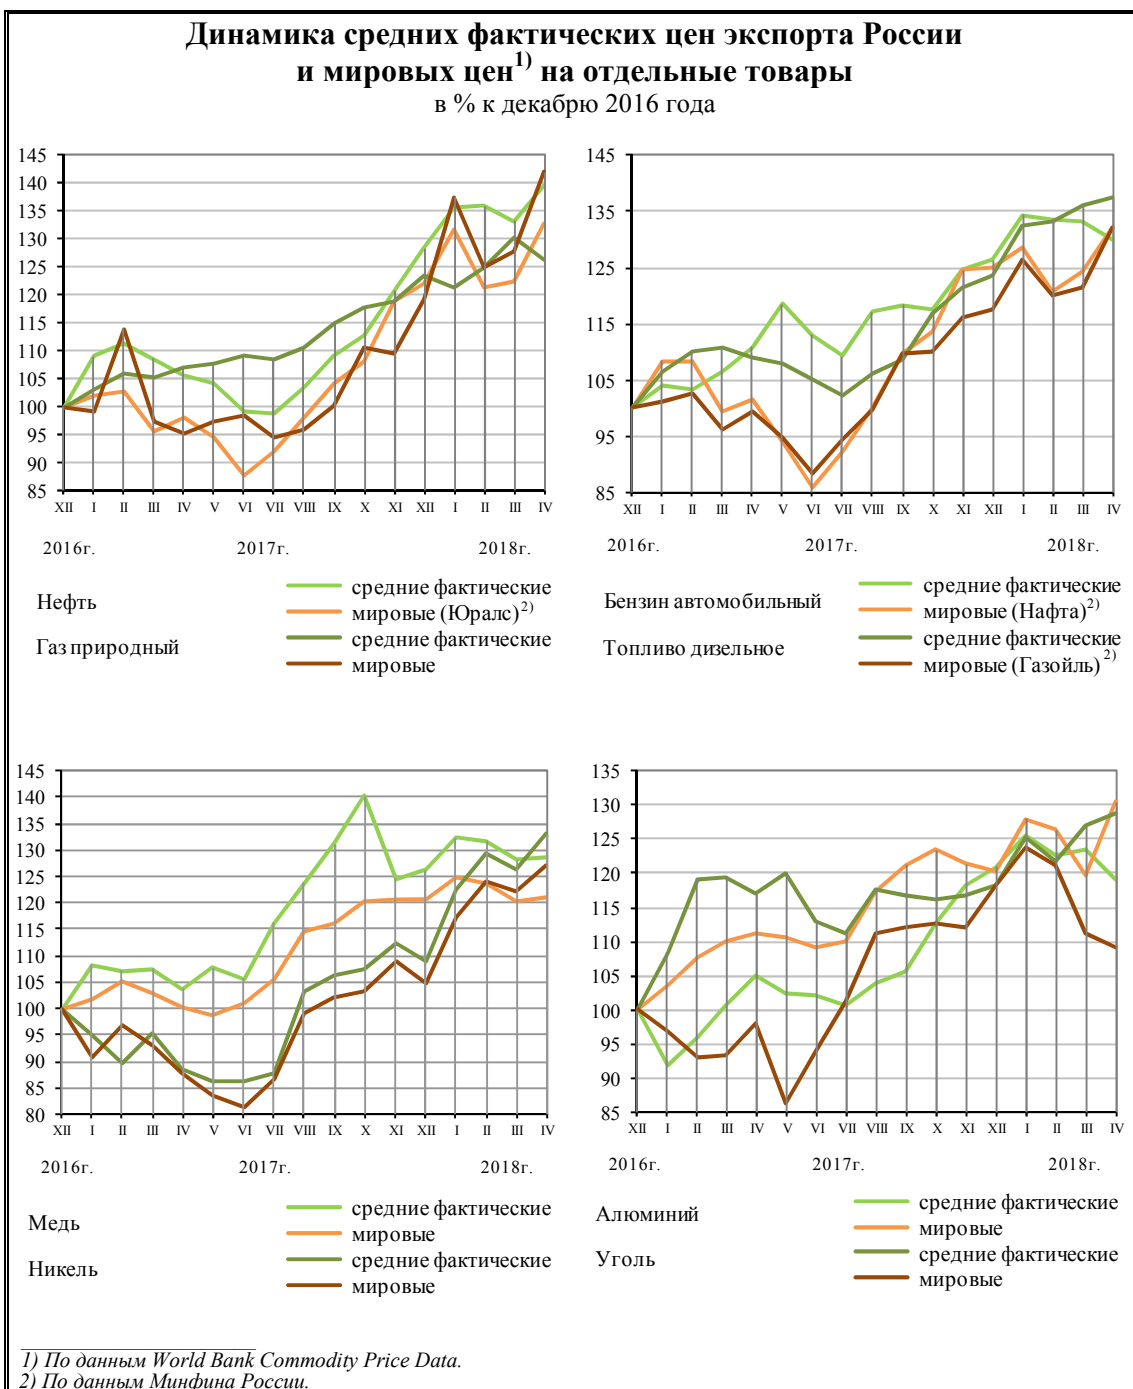 Динамика средних фактических цен экспорта России
и мировых цен1) на отдельные товары
в % к декабрю 2016 года
145
140
135
130
125
120
115
110
105
100
95
90
85
XII I II III IV V VI VII VIII IX X XI XII I II III IV
2016г. 2017г. 2018г.
Нефть
средние фактические
мировые (Юралс)2)
Газ природный
средние фактические
мировые
145
135
125
115
105
95
85
XII I II III IV V VI VII VIII IX X XI XII I II III IV
2016г. 2017г. 2018г.
Бензин автомобильный
средние фактические
мировые (Нафта)2)
Топливо дизельное
средние фактические
мировые (Газойль)2)
145
140
135
130
125
120
115
110
105
100
95
90
85
80
XII I II III IV V VI VII VIII IX X XI XII I II III IV
2016г. 2017г. 2018г.
Медь
средние фактические
мировые
Никель
средние фактические
мировые
135
130
125
120
115
110
105
100
95
90
85
XII I II III IV V VI VII VIII IX X XI XII I II III IV
2016г. 2017г. 2018г.
Алюминий
средние фактические
мировые
Уголь
средние фактические
мировые
1) По данным World Bank Commodity Price Data.
2) По данным Минфина России.